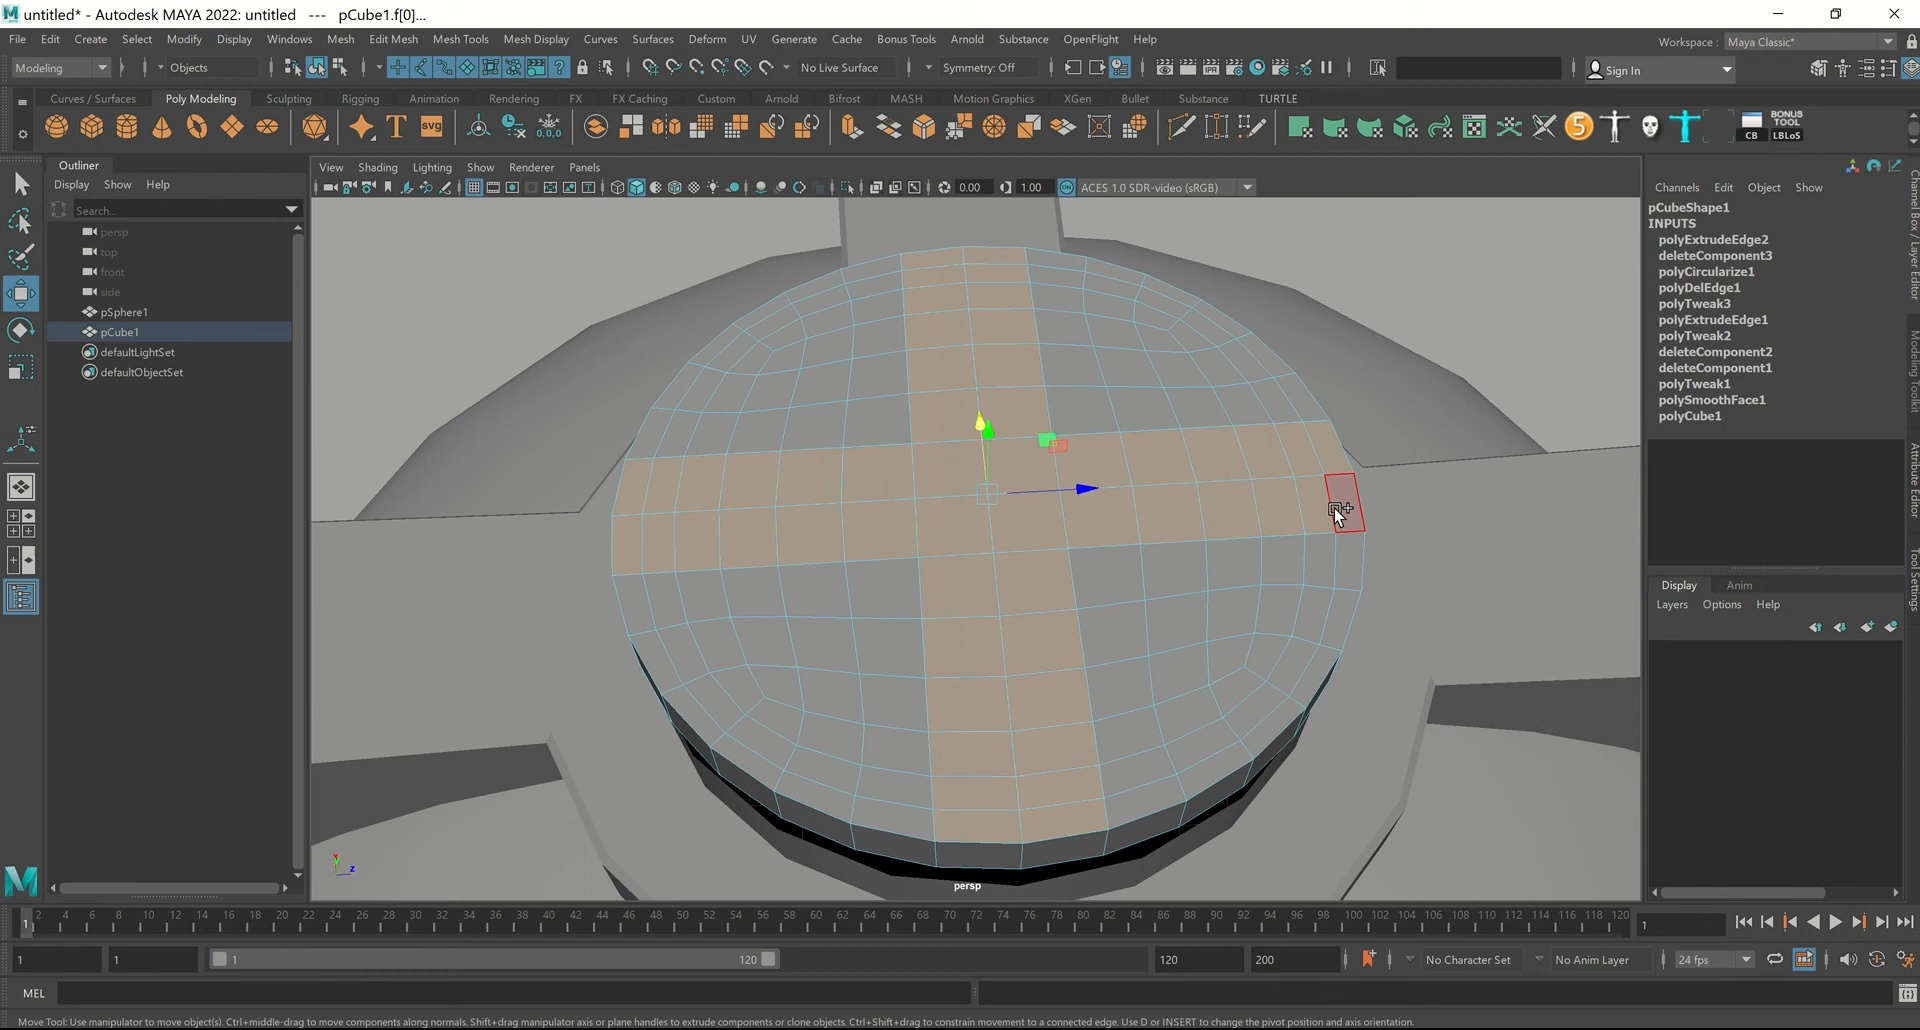 untitled* - Autodesk MAYA 2022: untitled --- pCube1.f[0]...
File Edit Create Select Modify Display Windows Mesh Edit Mesh Mesh Tools Mesh Display Curves Surfaces Deform UV Generate Cache Bonus Tools Arnold Substance OpenFlight Help
Workspace : Maya Classic*
Modeling Objects No Live Surface Symmetry: Off Sign In
Curves / Surfaces Poly Modeling Sculpting Rigging Animation Rendering FX FX Caching Custom Arnold Bifrost MASH Motion Graphics XGen Bullet Substance TURTLE
T SVG 0,0,0 5 CB BONUS TOOL LBLoS
Outliner
Display Show Help
Search...
persp
top
front
side
pSphere1
pCube1
defaultLightSet
defaultObjectSet
View Shading Lighting Show Renderer Panels
0.00 1.00 ON ACES 1.0 SDR-video (sRGB)
z
persp
Channels Edit Object Show
pCubeShape1
INPUTS
polyExtrudeEdge2
deleteComponent3
polyCircularize1
polyDelEdge1
polyTweak3
polyExtrudeEdge1
polyTweak2
deleteComponent2
deleteComponent1
polyTweak1
polySmoothFace1
polyCube1
Channel Box / Layer Editor
Modeling Toolkit
Attribute Editor
Tool Settings
Display Anim
Layers Options Help
1 2 4 6 8 10 12 14 16 18 20 22 24 26 28 30 32 34 36 38 40 42 44 46 48 50 52 54 56 58 60 62 64 66 68 70 72 74 76 78 80 82 84 86 88 90 92 94 96 98 100 102 104 106 108 110 112 114 116 118 120
1
1 1 1 120 120 200 No Character Set No Anim Layer 24 fps
MEL
Move Tool: Use manipulator to move object(s). Ctrl+middle-drag to move components along normals. Shift+drag manipulator axis or plane handles to extrude components or clone objects. Ctrl+Shift+drag to constrain movement to a connected edge. Use D or INSERT to change the pivot position and axis orientation.